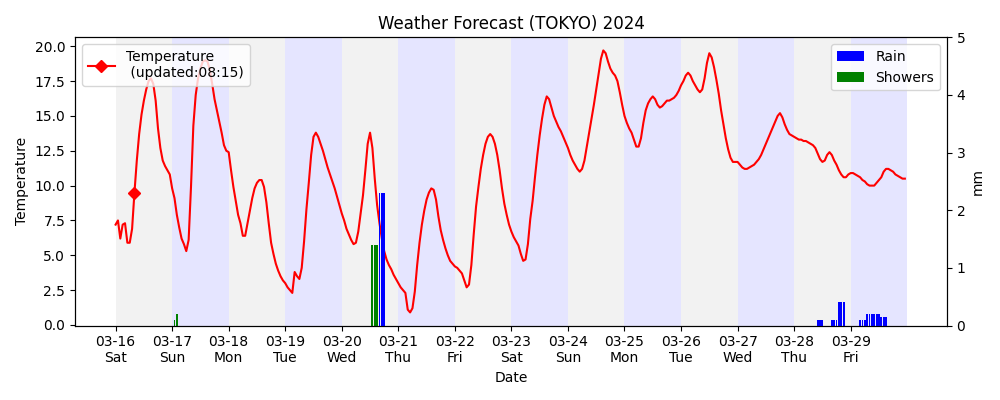 Weather Forecast (TOKYO) 2024
Temperature
(updated:08:15)
Rain
Showers
Temperature
20.0
17.5
15.0
12.5
10.0
7.5
5.0
2.5
0.0
5
4
3
2
1
0
mm
03-16 03-17 03-18 03-19 03-20 03-21 03-22 03-23 03-24 03-25 03-26 03-27 03-28 03-29
Sat Sun Mon Tue Wed Thu Fri Sat Sun Mon Tue Wed Thu Fri
Date